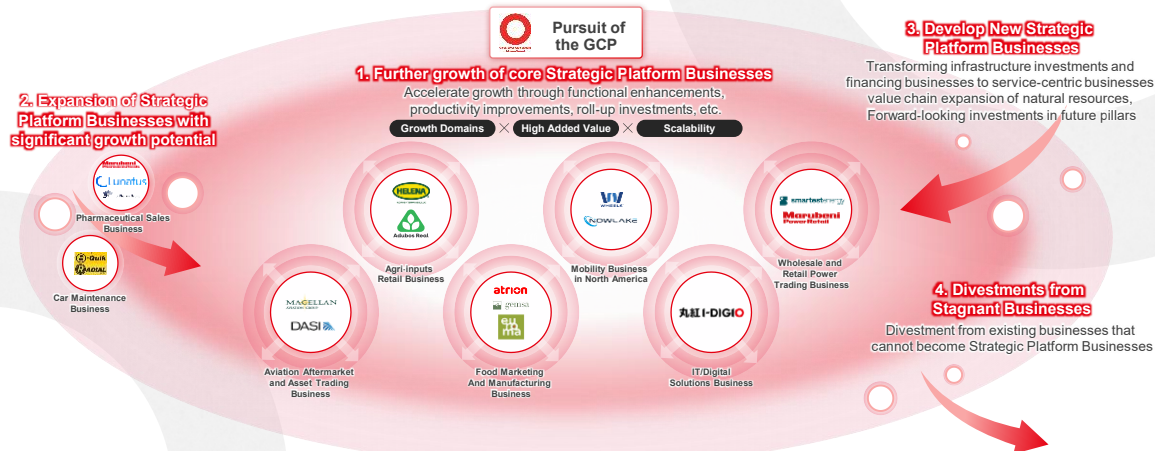 Pursuit of
the GCP
1. Further growth of core Strategic Platform Businesses
Accelerate growth through functional enhancements,
productivity improvements, roll-up investments, etc.
Growth Domains × High Added Value × Scalability
2. Expansion of Strategic
Platform Businesses with
significant growth potential
Marubeni
Lunatus
Pharmaceutical Sales
Business
B-Quik
RADIAL
Car Maintenance
Business
3. Develop New Strategic
Platform Businesses
Transforming infrastructure investments and
financing businesses to service-centric businesses
value chain expansion of natural resources,
Forward-looking investments in future pillars
HELENA
Adubos Real
Agri-inputs
Retail Business
WHEELS
NOWLAKE
Mobility Business
in North America
smartestenergy
Marubeni
PowerRetail
Wholesale and
Retail Power
Trading Business
MAGELLAN
AVIATION GROUP
DASI
Aviation Aftermarket
and Asset Trading
Business
atrion
gemsa
euroma
Food Marketing
And Manufacturing
Business
丸紅 I-DIGIO
IT/Digital
Solutions Business
4. Divestments from
Stagnant Businesses
Divestment from existing businesses that
cannot become Strategic Platform Businesses